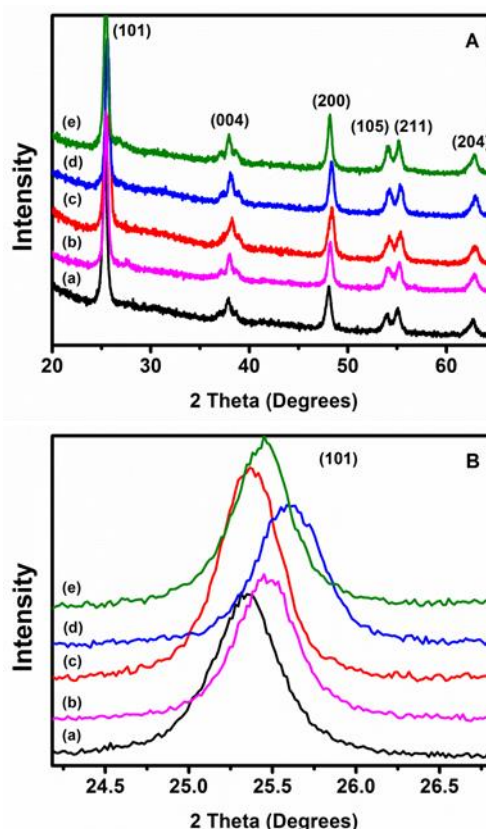 (101)
A
(e)
(004)
(200)
(105)
(211)
(204)
(d)
(c)
(b)
(a)
Intensity
20
30
40
50
60
2 Theta (Degrees)
(101)
B
(e)
(d)
(c)
(b)
(a)
Intensity
24.5
25.0
25.5
26.0
26.5
2 Theta (Degrees)